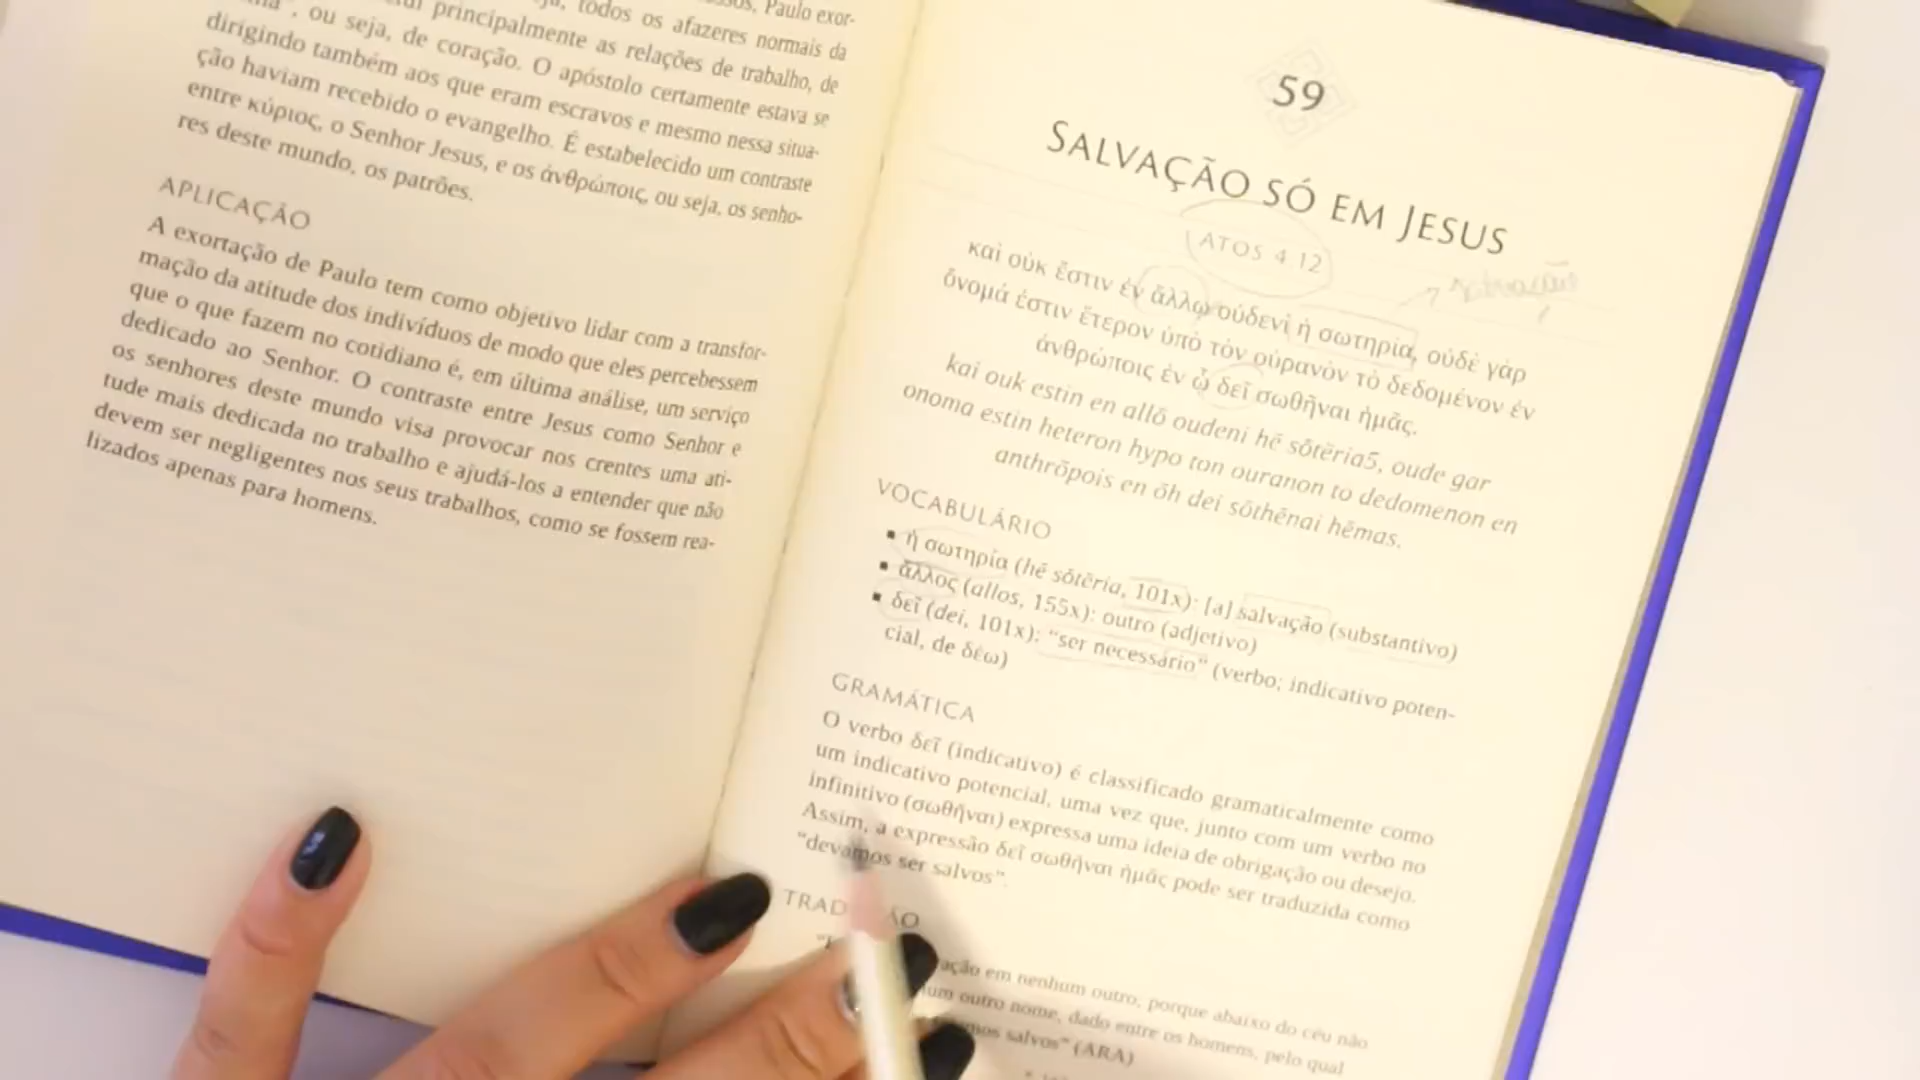 Paulo exor-
todos os afazeres normais da
principalmente as relações de trabalho, de
ou seja, de coração. O apóstolo certamente estava se
dirigindo também aos que eram escravos e mesmo nessa situa-
ção haviam recebido o evangelho. É estabelecido um contraste
entre κύριος, o Senhor Jesus, e os ἀνθρώποις, ou seja, os senho-
res deste mundo, os patrões.
APLICAÇÃO
A exortação de Paulo tem como objetivo lidar com a transfor-
mação da atitude dos indivíduos de modo que eles percebessem
que o que fazem no cotidiano é, em última análise, um serviço
dedicado ao Senhor. O contraste entre Jesus como Senhor e
os senhores deste mundo visa provocar nos crentes uma ati-
tude mais dedicada no trabalho e ajudá-los a entender que não
devem ser negligentes nos seus trabalhos, como se fossem rea-
lizados apenas para homens.
59
SALVAÇÃO SÓ EM JESUS
ATOS 4.12
salvação
καὶ οὐκ ἔστιν ἐν ἄλλῳ οὐδενὶ ἡ σωτηρία, οὐδὲ γὰρ
ὄνομά ἐστιν ἕτερον ὑπὸ τὸν οὐρανὸν τὸ δεδομένον ἐν
ἀνθρώποις ἐν ᾧ δεῖ σωθῆναι ἡμᾶς.
kai ouk estin en allō oudeni hē sōtēria5, oude gar
onoma estin heteron hypo ton ouranon to dedomenon en
anthrōpois en ōh dei sōthēnai hēmas.
VOCABULÁRIO
▪ ἡ σωτηρία (hē sōtēria, 101x): [a] salvação (substantivo)
▪ ἄλλος (allos, 155x): outro (adjetivo)
▪ δεῖ (dei, 101x): “ser necessário” (verbo; indicativo poten-
cial, de δέω)
GRAMÁTICA
O verbo δεῖ (indicativo) é classificado gramaticalmente como
um indicativo potencial, uma vez que, junto com um verbo no
infinitivo (σωθῆναι) expressa uma ideia de obrigação ou desejo.
Assim, a expressão δεῖ σωθῆναι ἡμᾶς pode ser traduzida como
“devamos ser salvos”.
em nenhum outro, porque abaixo do céu não
outro nome, dado entre os homens, pelo qual
salvos” (ARA)